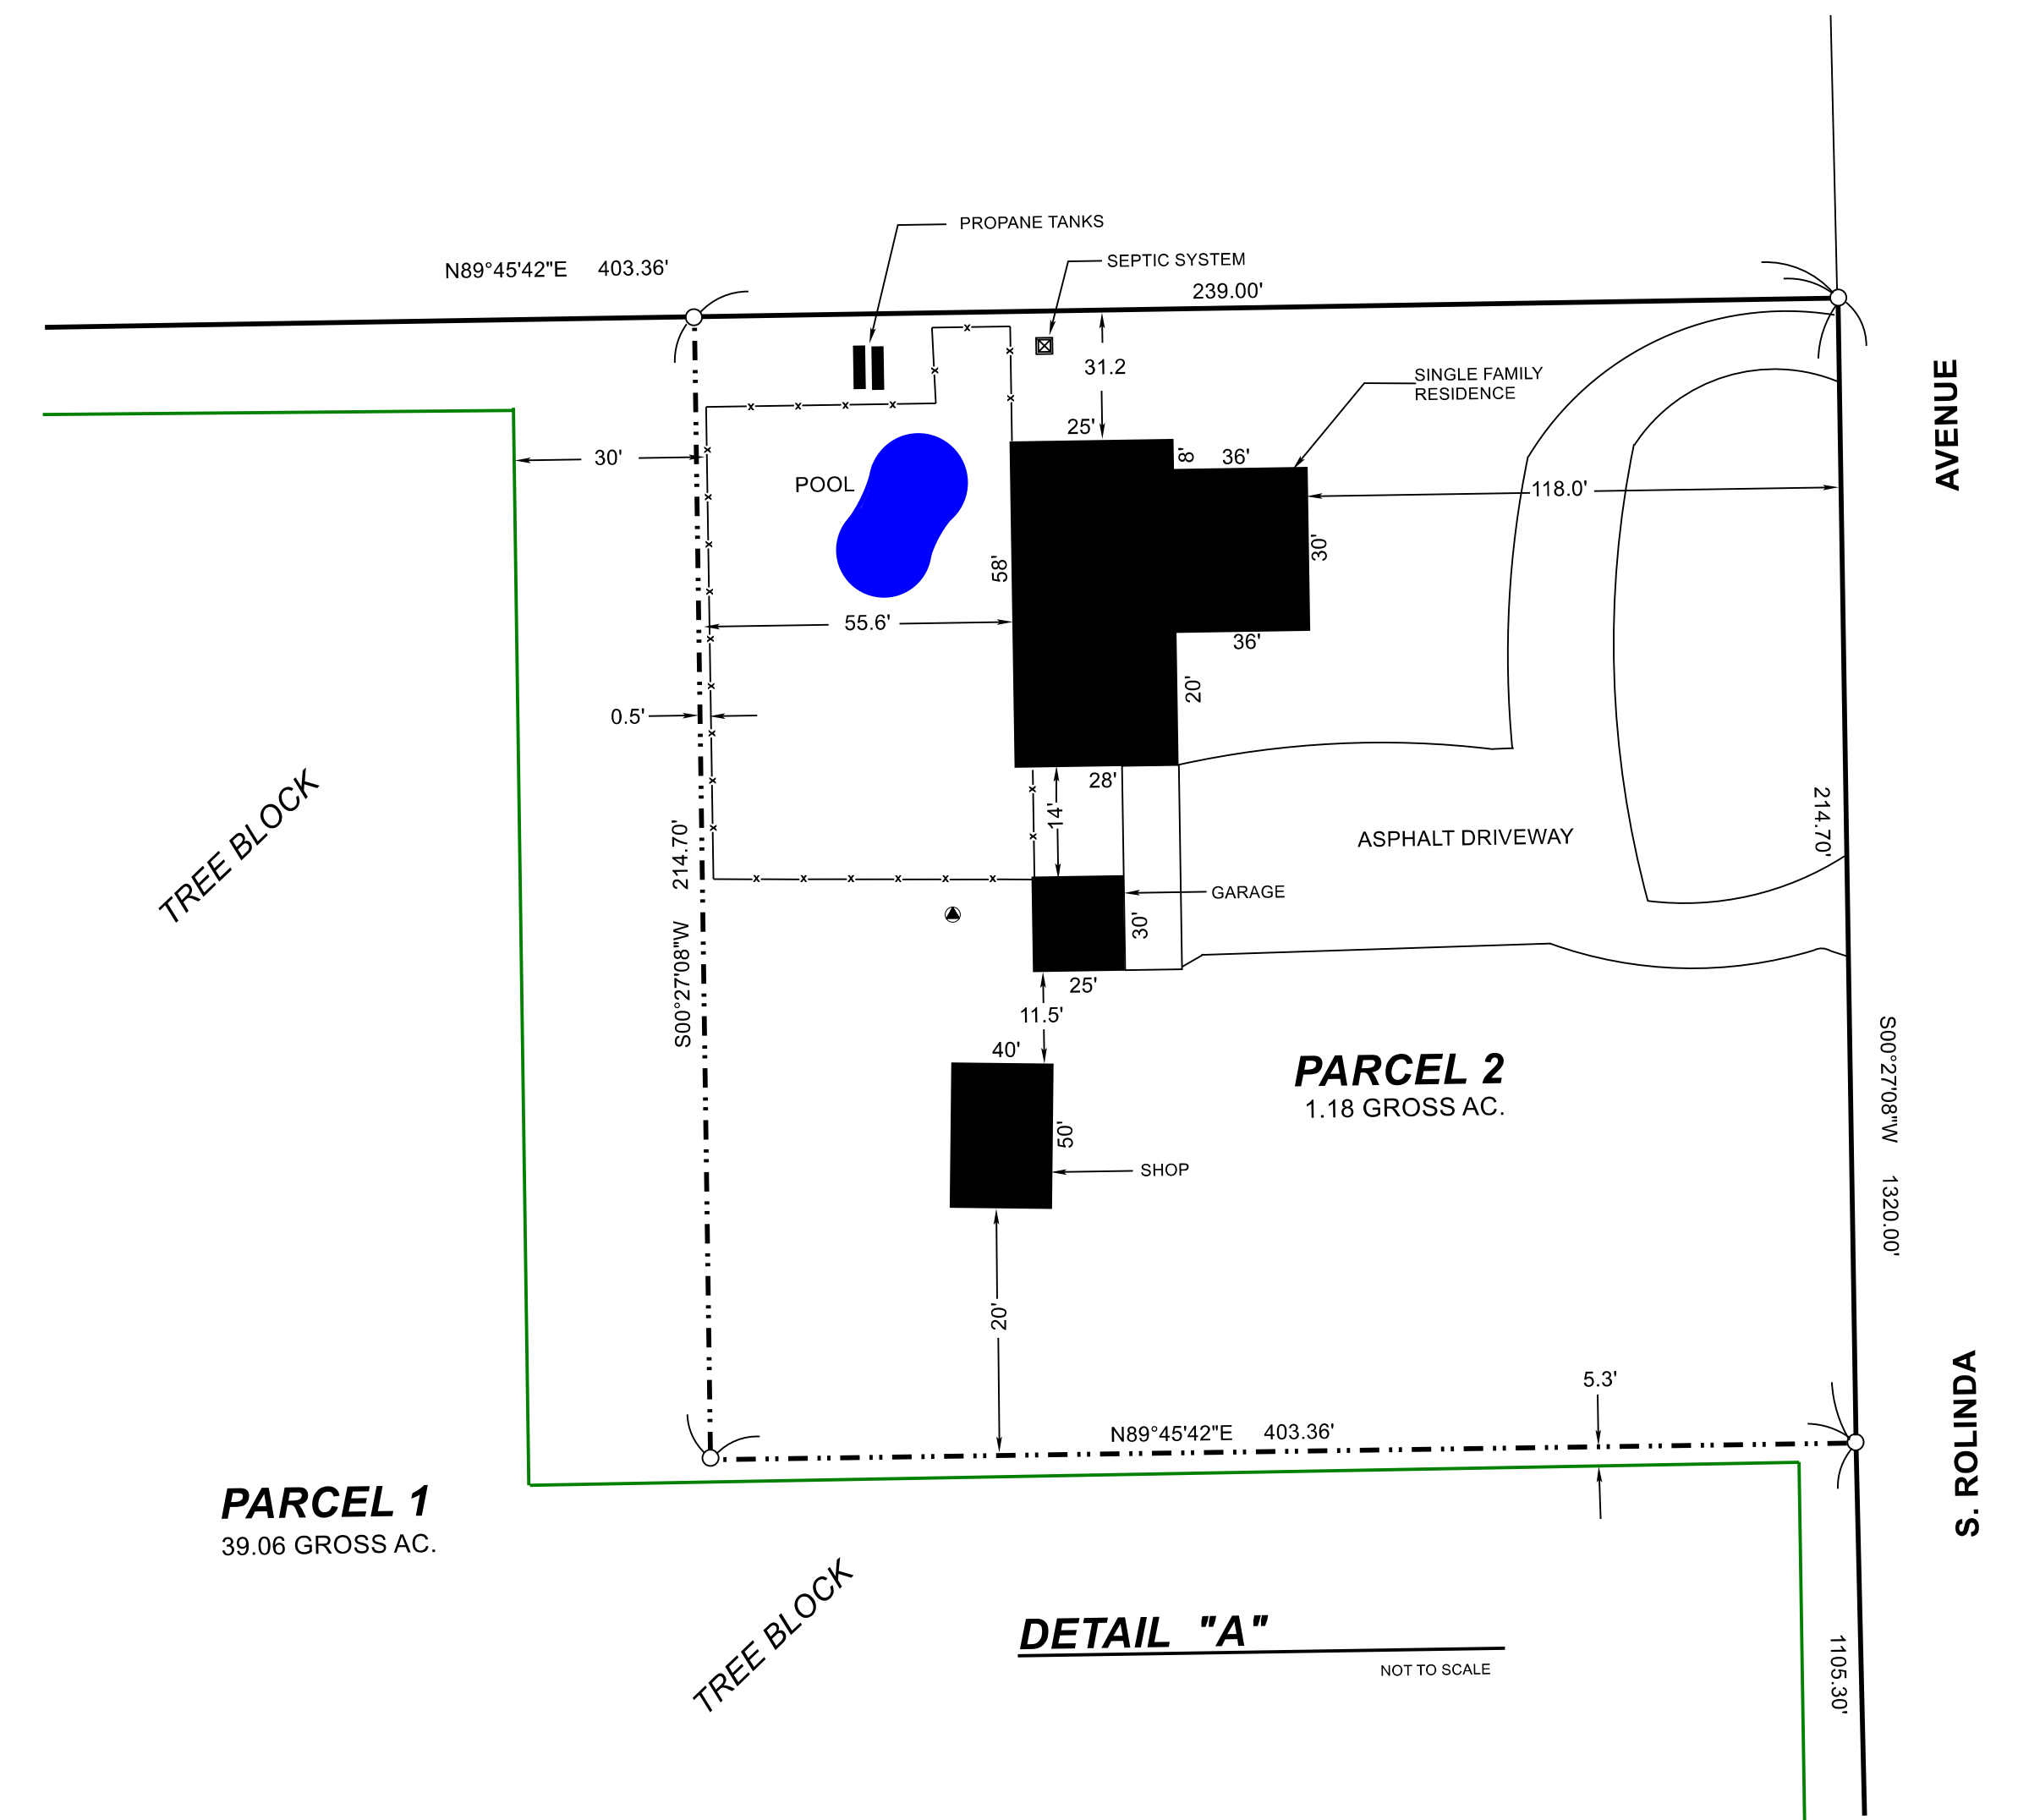 PROPANE TANKS
SEPTIC SYSTEM
N89°45'42"E 403.36'
239.00'
31.2
SINGLE FAMILY
RESIDENCE
AVENUE
25'
8'
36'
30'
POOL
118.0'
58'
30'
55.6'
36'
20'
0.5'
28'
14'
TREE BLOCK
S00°27'08"W 214.70'
ASPHALT DRIVEWAY
214.70'
GARAGE
30'
25'
11.5'
40'
PARCEL 2
1.18 GROSS AC.
50'
SHOP
S00°27'08"W 1320.00'
20'
5.3'
N89°45'42"E 403.36'
S. ROLINDA
PARCEL 1
39.06 GROSS AC.
TREE BLOCK
DETAIL "A"
NOT TO SCALE
1105.30'